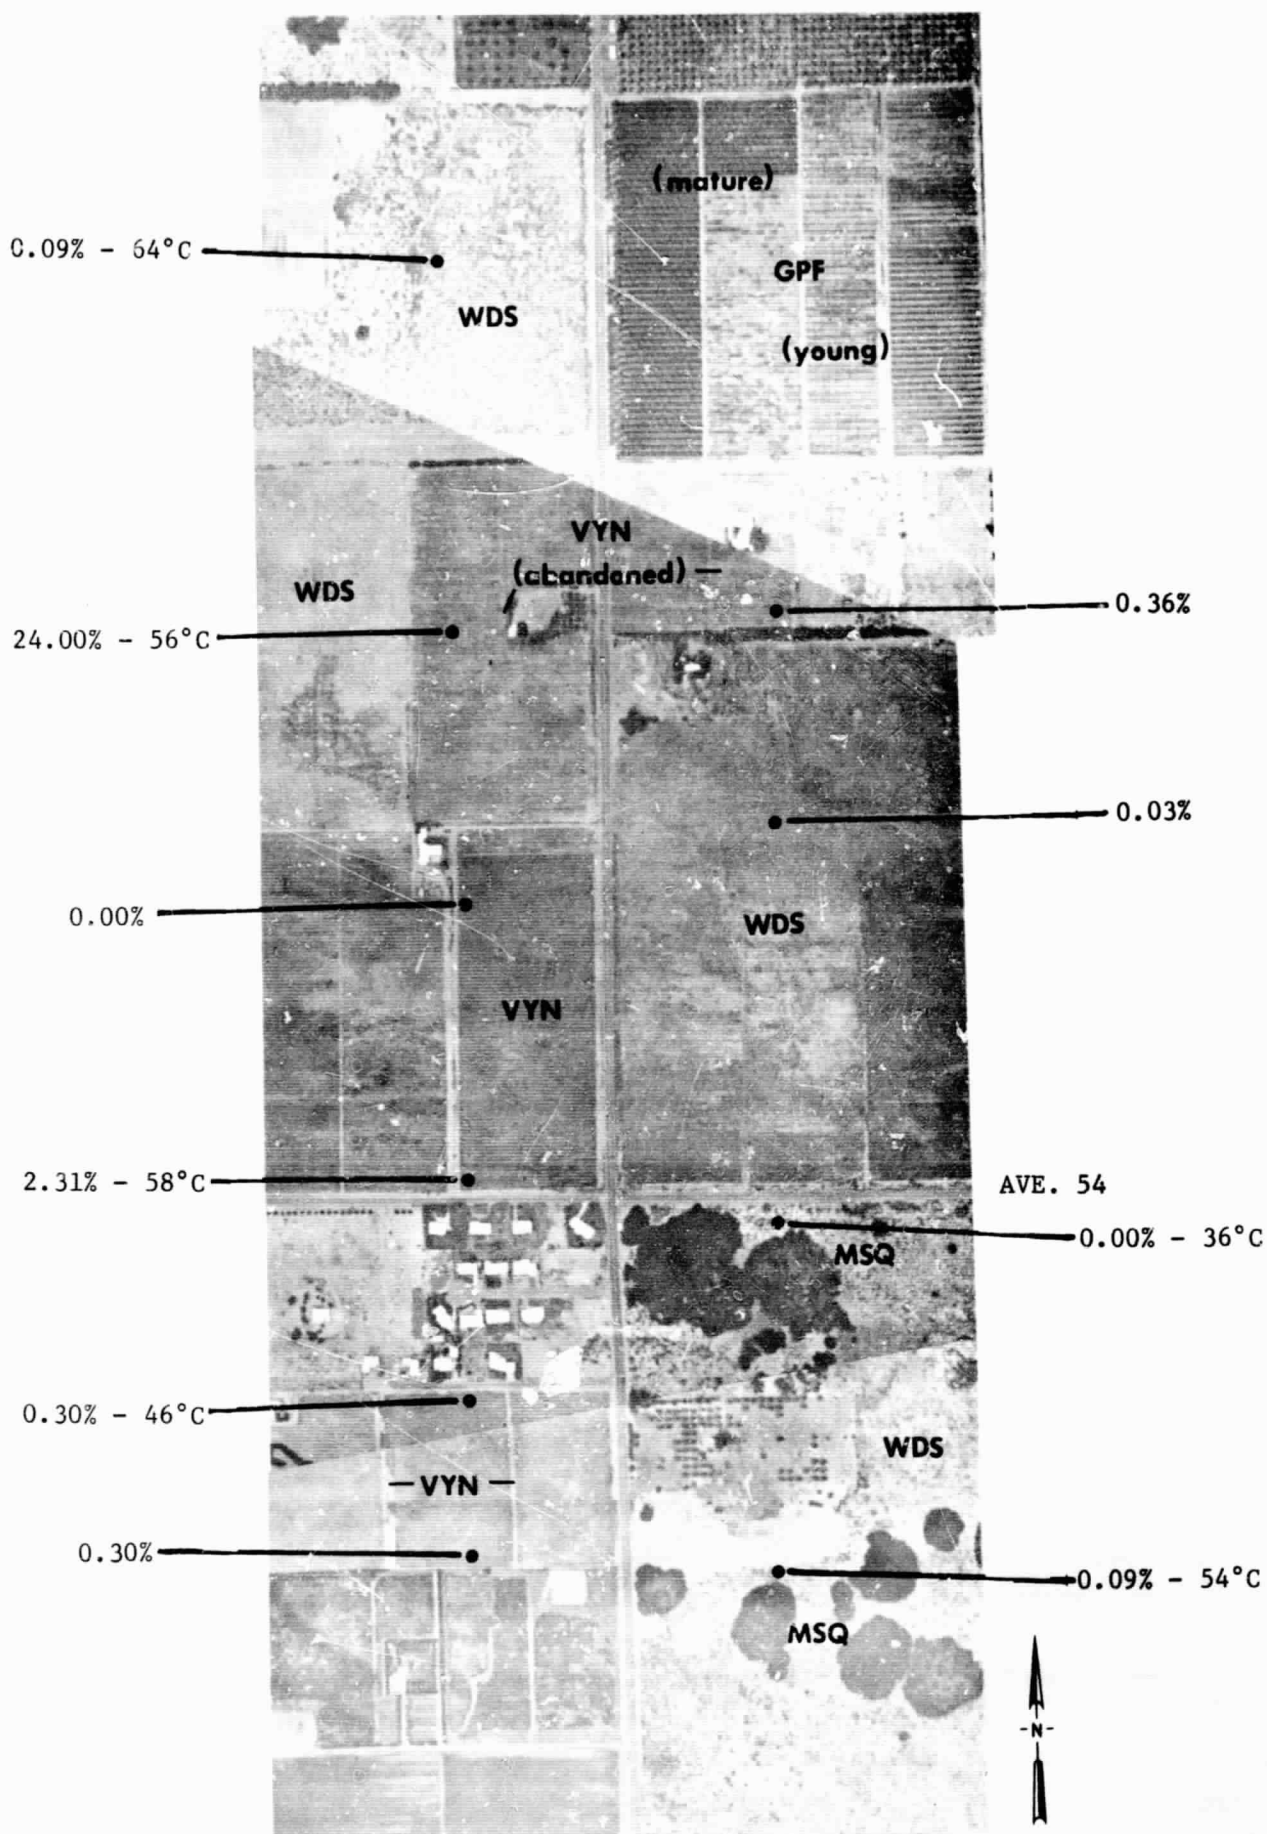 (mature)
0.09% - 64°C
GPF
WDS
(young)
VYN
(abandoned) —
WDS
0.36%
24.00% - 56°C
0.03%
0.00%
WDS
VYN
2.31% - 58°C
AVE. 54
0.00% - 36°C
MSQ
0.30% - 46°C
WDS
— VYN —
0.30%
0.09% - 54°C
MSQ
-N-